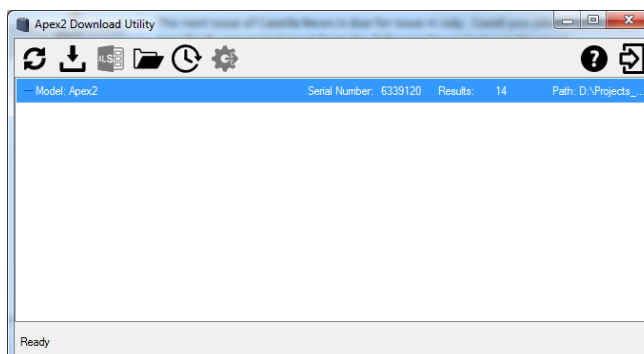 Apex2 Download Utility
XLS
Model: Apex2 Serial Number: 6339120 Results: 14 Path: D:\Projects_...
Ready